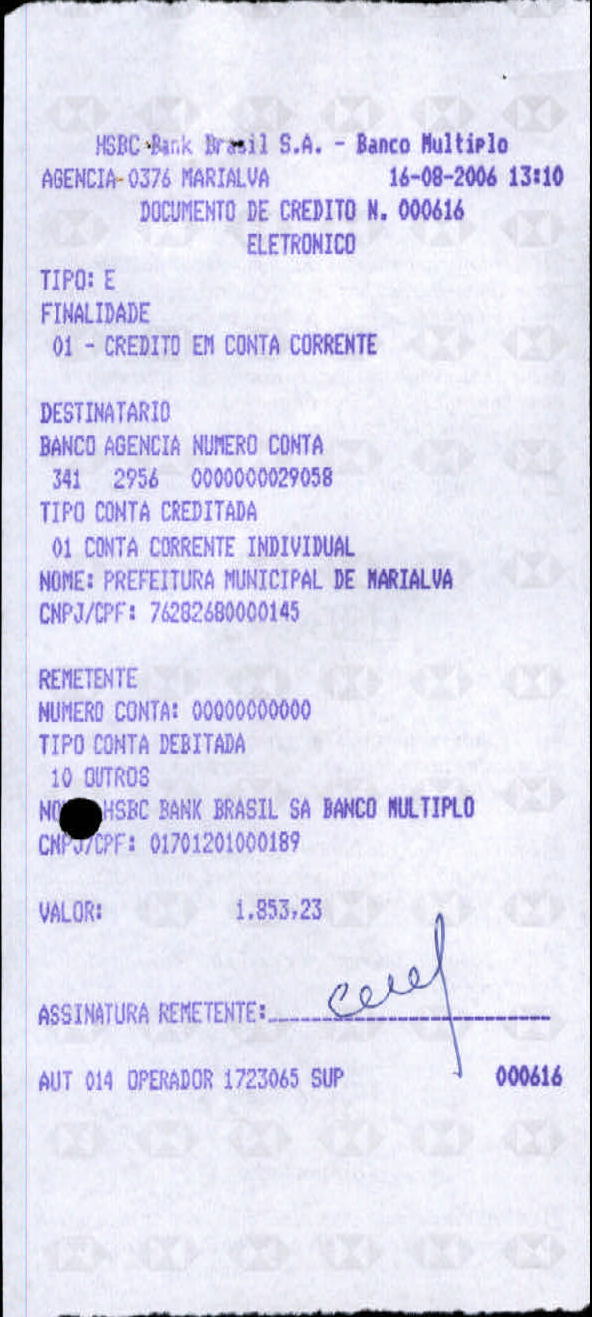 HSBC Bank Brasil S.A. - Banco Multiplo
AGENCIA 0376 MARIALVA 16-08-2006 13:10
DOCUMENTO DE CREDITO N. 000616
ELETRONICO
TIPO: E
FINALIDADE
01 - CREDITO EM CONTA CORRENTE
DESTINATARIO
BANCO AGENCIA NUMERO CONTA
341 2956 0000000029058
TIPO CONTA CREDITADA
01 CONTA CORRENTE INDIVIDUAL
NOME: PREFEITURA MUNICIPAL DE MARIALVA
CNPJ/CPF: 76282680000145
REMETENTE
NUMERO CONTA: 00000000000
TIPO CONTA DEBITADA
10 OUTROS
HSBC BANK BRASIL SA BANCO MULTIPLO
CNPJ/CPF: 01701201000189
VALOR: 1.853,23
ASSINATURA REMETENTE:
AUT 014 OPERADOR 1723065 SUP 000616